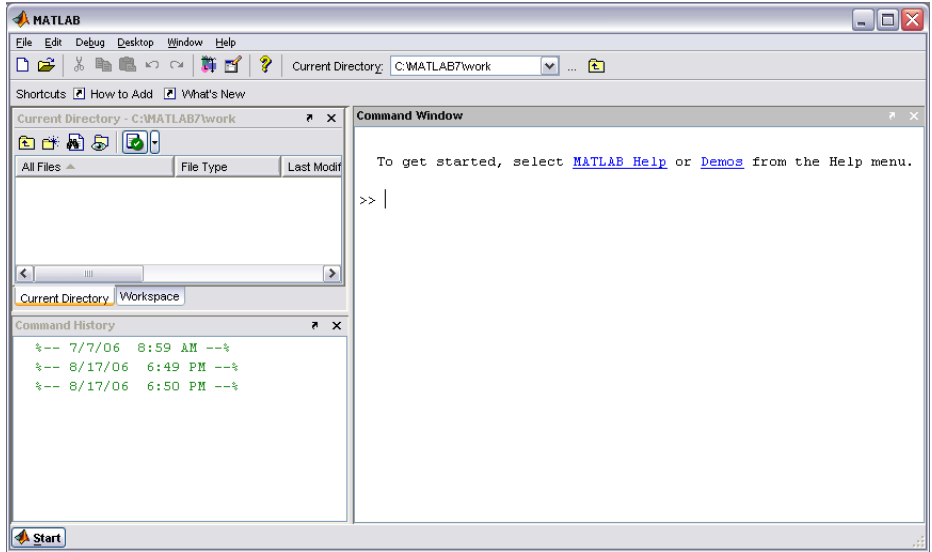 MATLAB
File Edit Debug Desktop Window Help
Current Directory: C:\MATLAB7\work ...
Shortcuts How to Add What's New
Current Directory - C:\MATLAB7\work
All Files File Type Last Modif
Current Directory Workspace
Command History
%-- 7/7/06 8:59 AM --%
%-- 8/17/06 6:49 PM --%
%-- 8/17/06 6:50 PM --%
Command Window
To get started, select MATLAB Help or Demos from the Help menu.
>>
Start